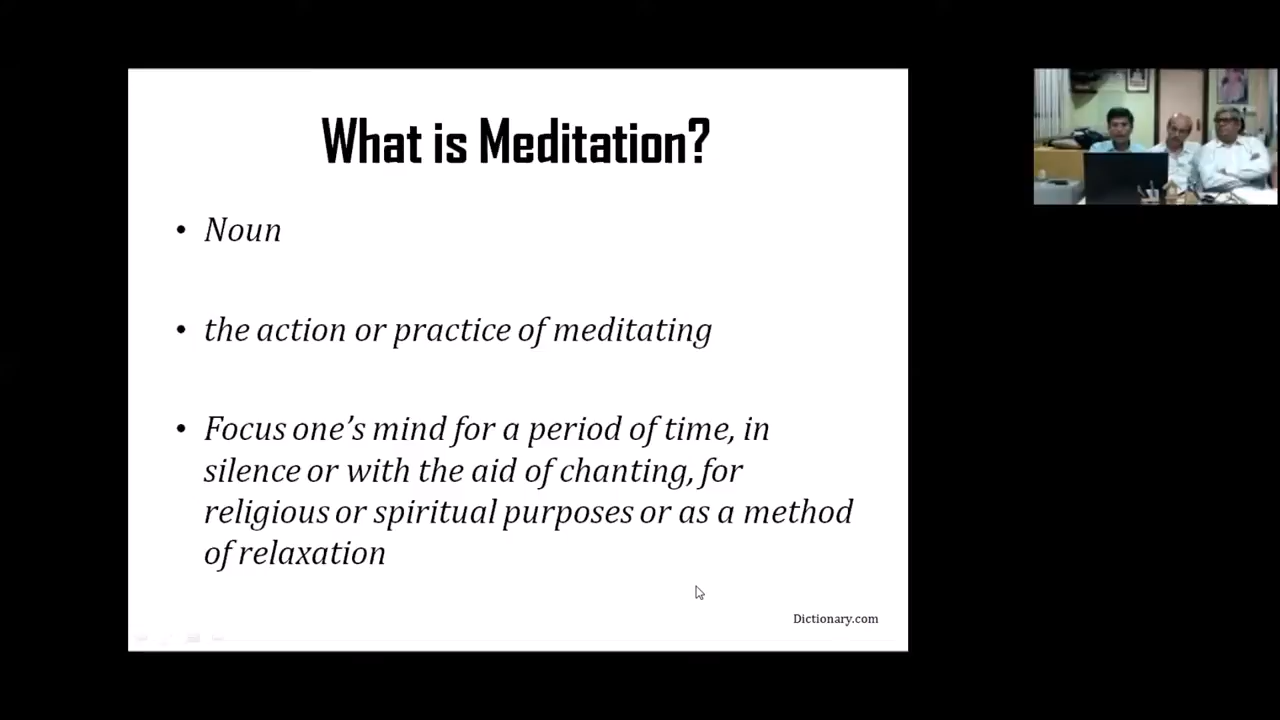 What is Meditation?
• Noun
• the action or practice of meditating
• Focus one’s mind for a period of time, in
silence or with the aid of chanting, for
religious or spiritual purposes or as a method
of relaxation
Dictionary.com